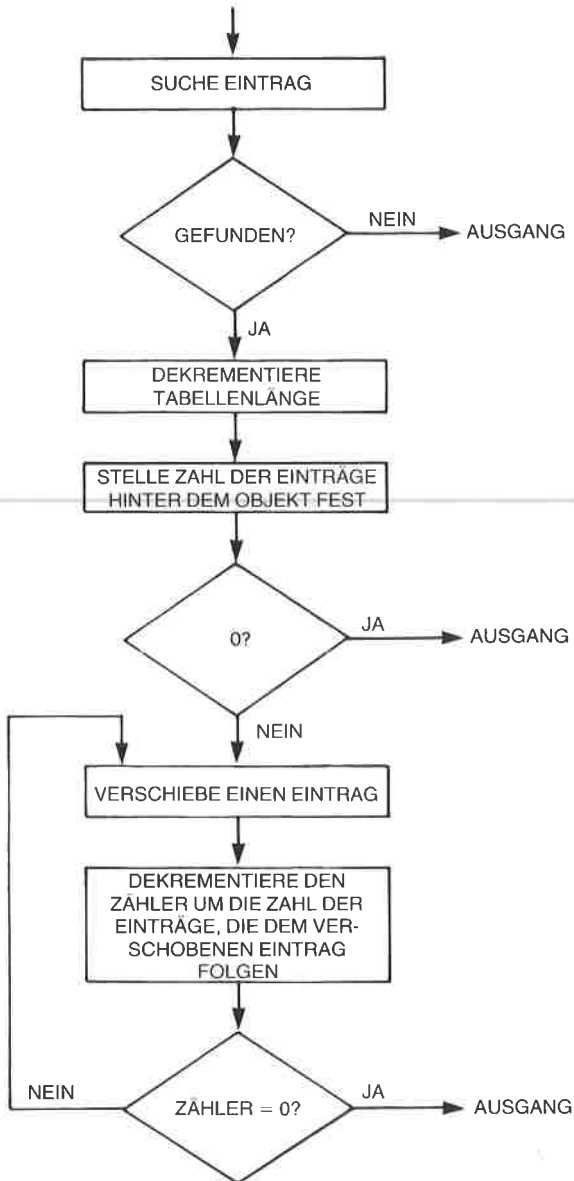 SUCHE EINTRAG
GEFUNDEN?
NEIN
AUSGANG
JA
DEKREMENTIERE
TABELLENLÄNGE
STELLE ZAHL DER EINTRÄGE
HINTER DEM OBJEKT FEST
0?
JA
AUSGANG
NEIN
VERSCHIEBE EINEN EINTRAG
DEKREMENTIERE DEN
ZÄHLER UM DIE ZAHL DER
EINTRÄGE, DIE DEM VER-
SCHOBENEN EINTRAG
FOLGEN
NEIN
ZÄHLER = 0?
JA
AUSGANG